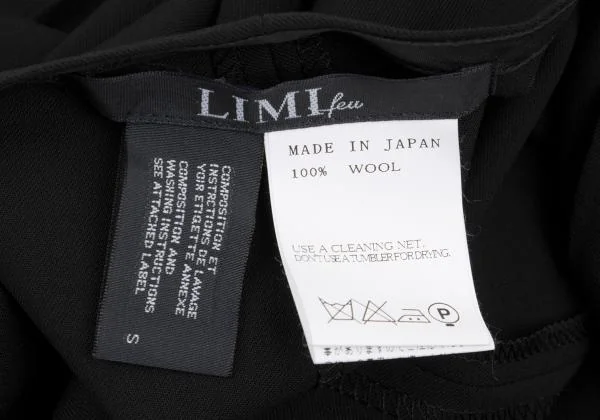 LIMI feu
COMPOSITION ET
INSTRUCTIONS DE LAVAGE
VOIR ETIQUETTE ANNEXE
COMPOSITION AND
WASHING INSTRUCTIONS
SEE ATTACHED LABEL
S
MADE IN JAPAN
100% WOOL
USE A CLEANING NET.
DON'T USE A TUMBLER FOR DRYING.
P